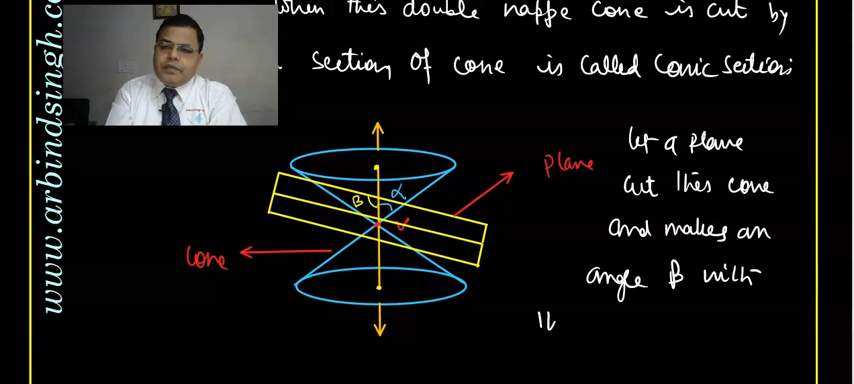 When this double nappe cone is cut by
section of cone is called Conic Section
www.arbindsingh.co
let a plane
cut this cone
and makes an
angle β with
plane
cone
β
α
V